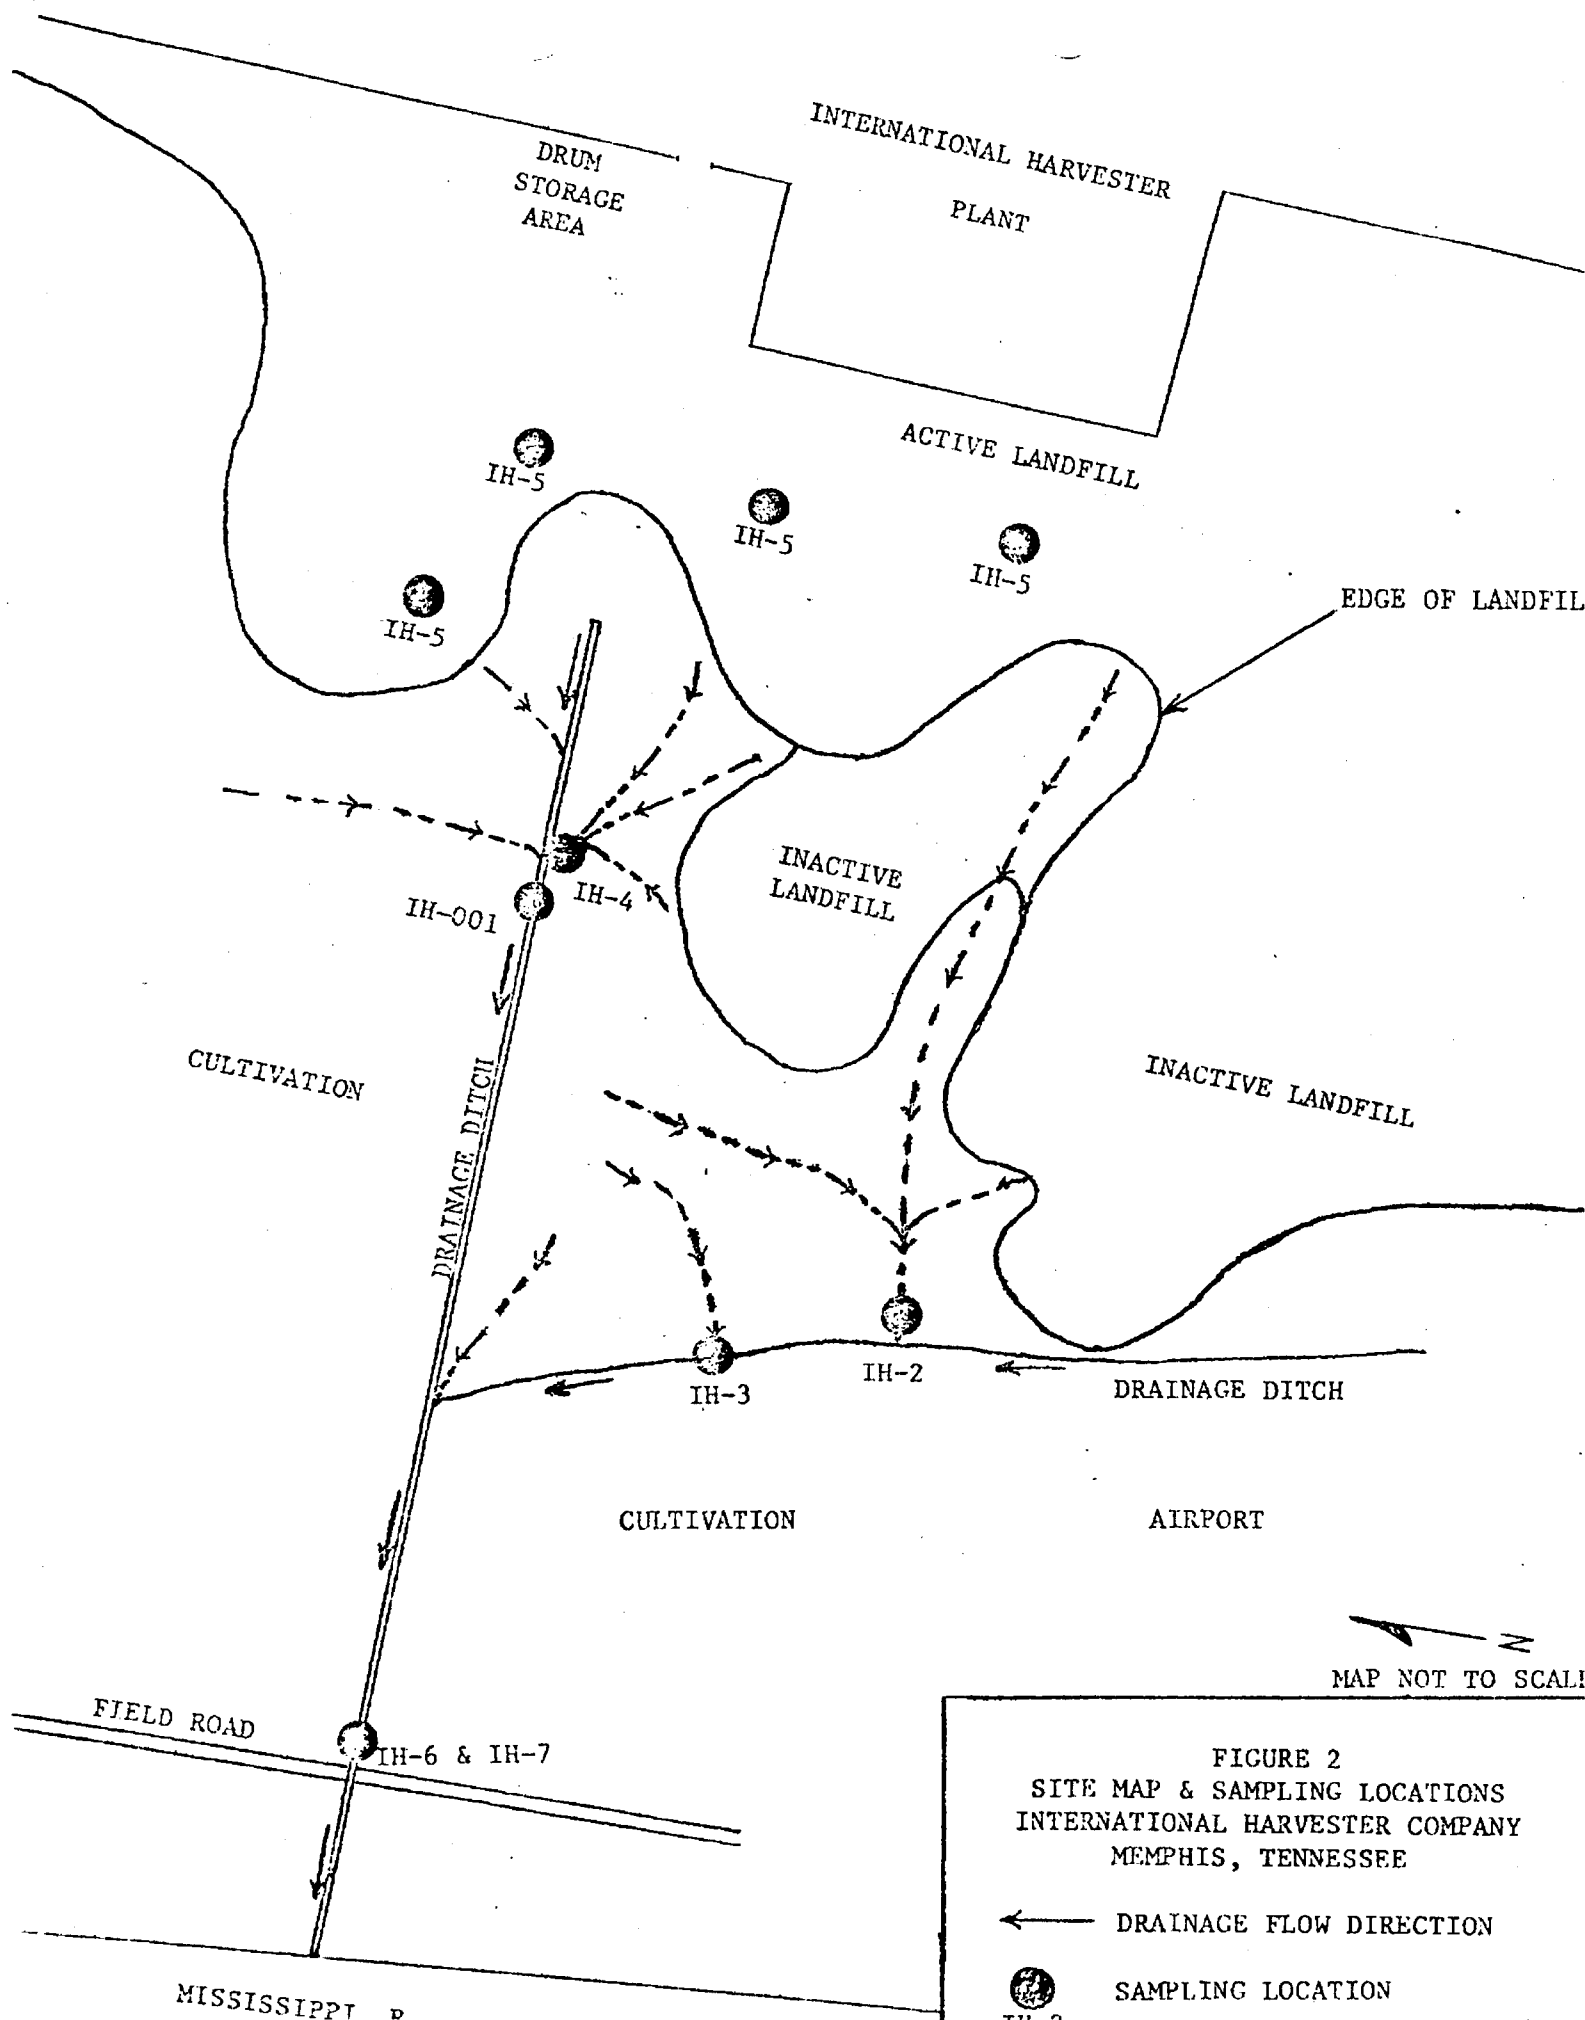 INTERNATIONAL HARVESTER
PLANT
DRUM
STORAGE
AREA
ACTIVE LANDFILL
IH-5
IH-5
IH-5
IH-5
EDGE OF LANDFIL
INACTIVE
LANDFILL
IH-4
IH-001
CULTIVATION
DRAINAGE DITCH
INACTIVE LANDFILL
IH-2
IH-3
DRAINAGE DITCH
CULTIVATION
AIRPORT
N
MAP NOT TO SCAL
FIELD ROAD
IH-6 & IH-7
FIGURE 2
SITE MAP & SAMPLING LOCATIONS
INTERNATIONAL HARVESTER COMPANY
MEMPHIS, TENNESSEE
DRAINAGE FLOW DIRECTION
SAMPLING LOCATION
MISSISSIPPI R